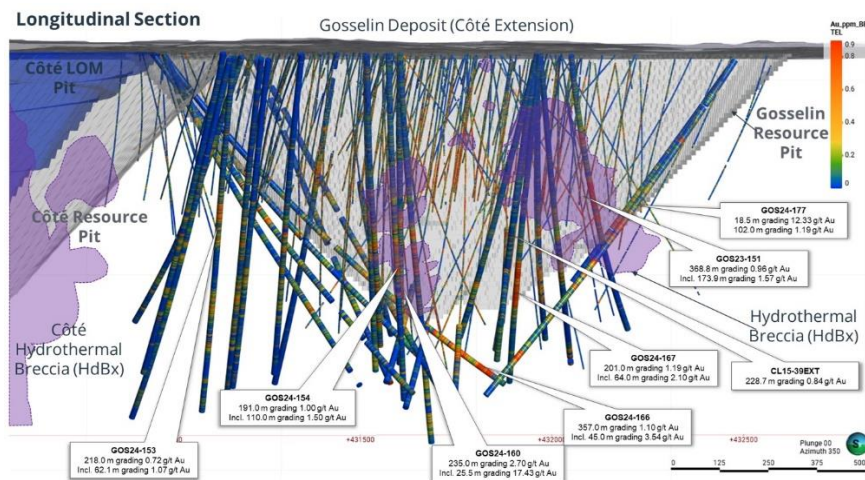 Longitudinal Section
Gosselin Deposit (Côté Extension)
Au_ppm_BI
TEL
0.9
0.8
0.6
0.4
0.2
0
Côté LOM
Pit
Gosselin
Resource
Pit
Côté Resource
Pit
GOS24-177
18.5 m grading 12.33 g/t Au
102.0 m grading 1.19 g/t Au
GOS23-151
368.8 m grading 0.96 g/t Au
Incl. 173.9 m grading 1.57 g/t Au
Côté
Hydrothermal
Breccia (HdBx)
Hydrothermal
Breccia (HdBx)
GOS24-167
201.0 m grading 1.19 g/t Au
Incl. 64.0 m grading 2.10 g/t Au
CL15-39EXT
228.7 m grading 0.84 g/t Au
GOS24-154
191.0 m grading 1.00 g/t Au
Incl. 110.0 m grading 1.50 g/t Au
GOS24-166
357.0 m grading 1.10 g/t Au
Incl. 45.0 m grading 3.54 g/t Au
GOS24-153
218.0 m grading 0.72 g/t Au
Incl. 62.1 m grading 1.07 g/t Au
GOS24-160
235.0 m grading 2.70 g/t Au
Incl. 25.5 m grading 17.43 g/t Au
+431500
+432000
+432500
Plunge 00
Azimuth 350
S
0 125 250 375 500